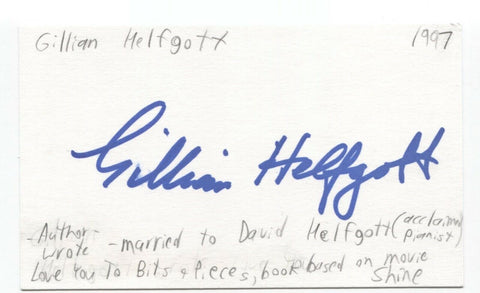 Gillian Helfgott 1997
Gillian Helfgott
-Author- -married to David Helfgott (acclaimed pianist)
wrote
Love You To Bits & Pieces, book based on movie
Shine